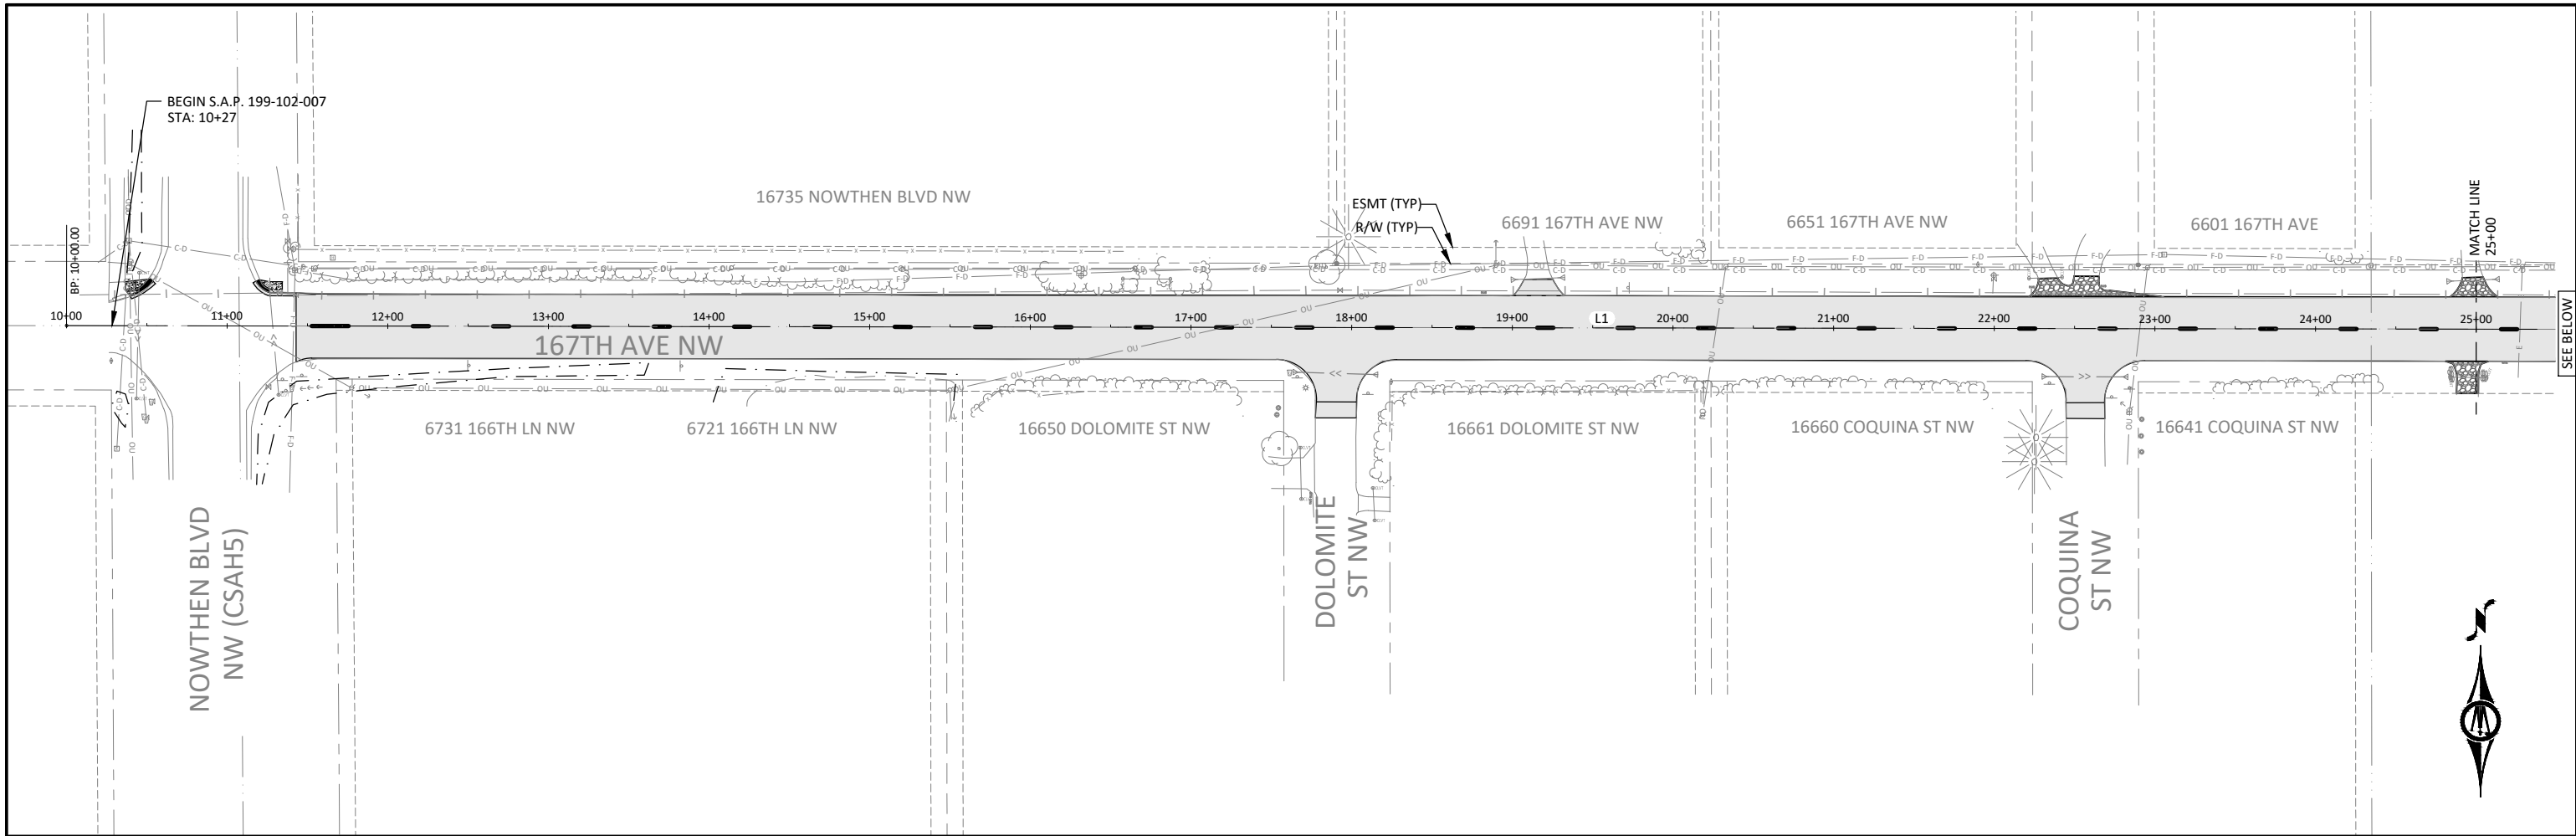 BEGIN S.A.P. 199-102-007
STA: 10+27
BP: 10+00.00
16735 NOWTHEN BLVD NW
ESMT (TYP)
R/W (TYP)
6691 167TH AVE NW
6651 167TH AVE NW
6601 167TH AVE
MATCH LINE
25+00
SEE BELOW
10+00
11+00
12+00
13+00
14+00
15+00
16+00
17+00
18+00
19+00
L1
20+00
21+00
22+00
23+00
24+00
25+00
167TH AVE NW
6731 166TH LN NW
6721 166TH LN NW
16650 DOLOMITE ST NW
16661 DOLOMITE ST NW
16660 COQUINA ST NW
16641 COQUINA ST NW
NOWTHEN BLVD
NW (CSAH5)
DOLOMITE
ST NW
COQUINA
ST NW
N